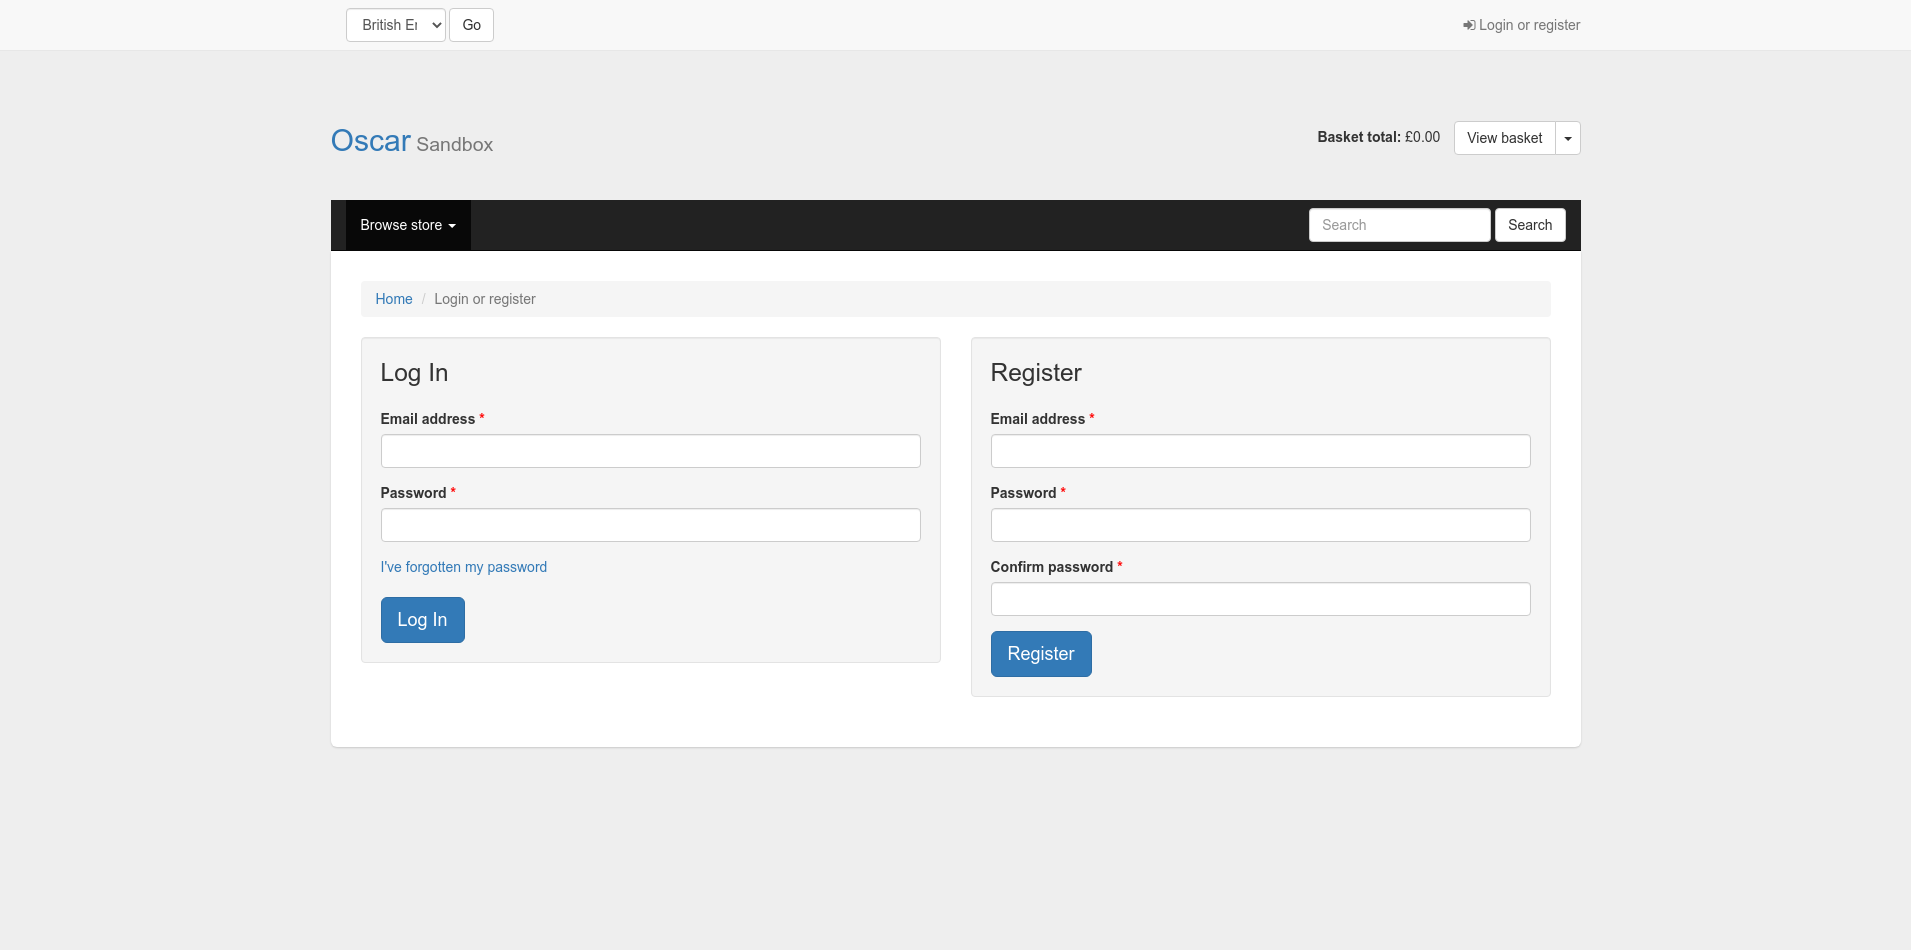 British Er
Go
Login or register
Oscar Sandbox
Basket total: £0.00
View basket
Browse store
Search
Search
Home / Login or register
Log In
Email address *
Password *
I've forgotten my password
Log In
Register
Email address *
Password *
Confirm password *
Register